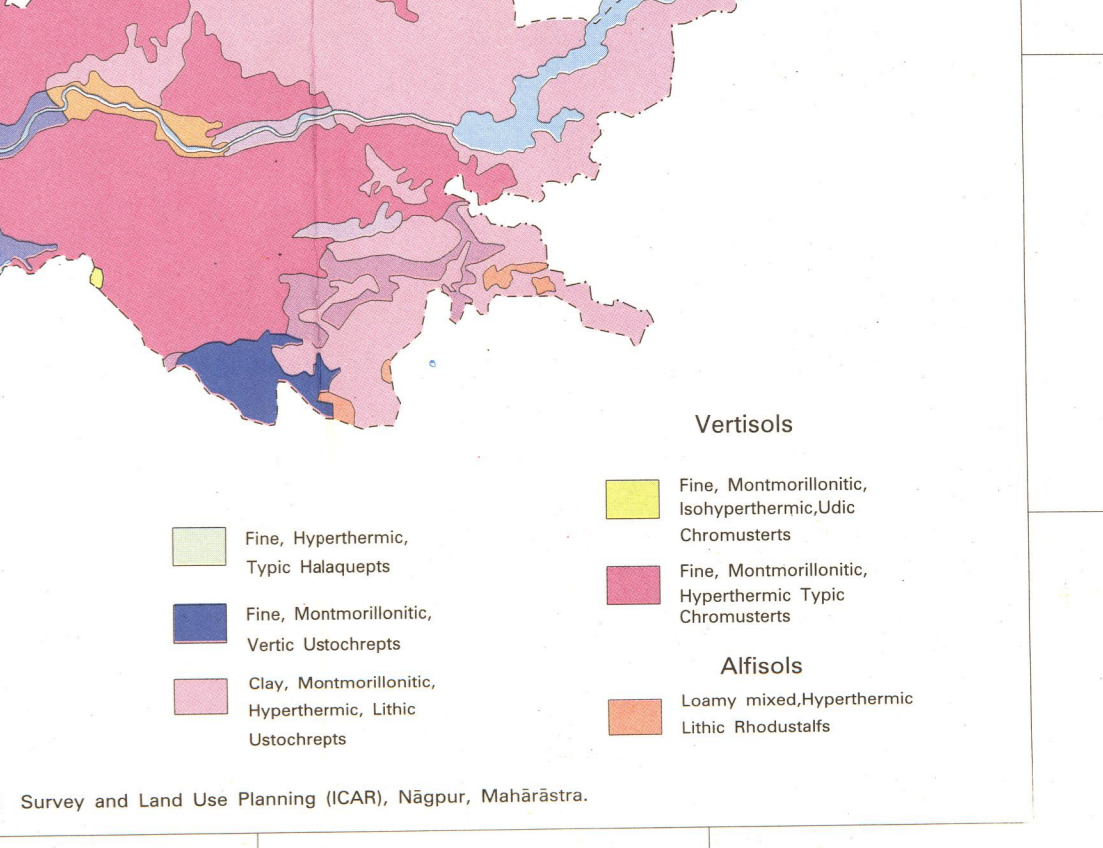 Fine, Hyperthermic,
Typic Halaquepts
Fine, Montmorillonitic,
Vertic Ustochrepts
Clay, Montmorillonitic,
Hyperthermic, Lithic
Ustochrepts
Vertisols
Fine, Montmorillonitic,
Isohyperthermic,Udic
Chromusterts
Fine, Montmorillonitic,
Hyperthermic Typic
Chromusterts
Alfisols
Loamy mixed,Hyperthermic
Lithic Rhodustalfs
Survey and Land Use Planning (ICAR), Nāgpur, Mahārāstra.